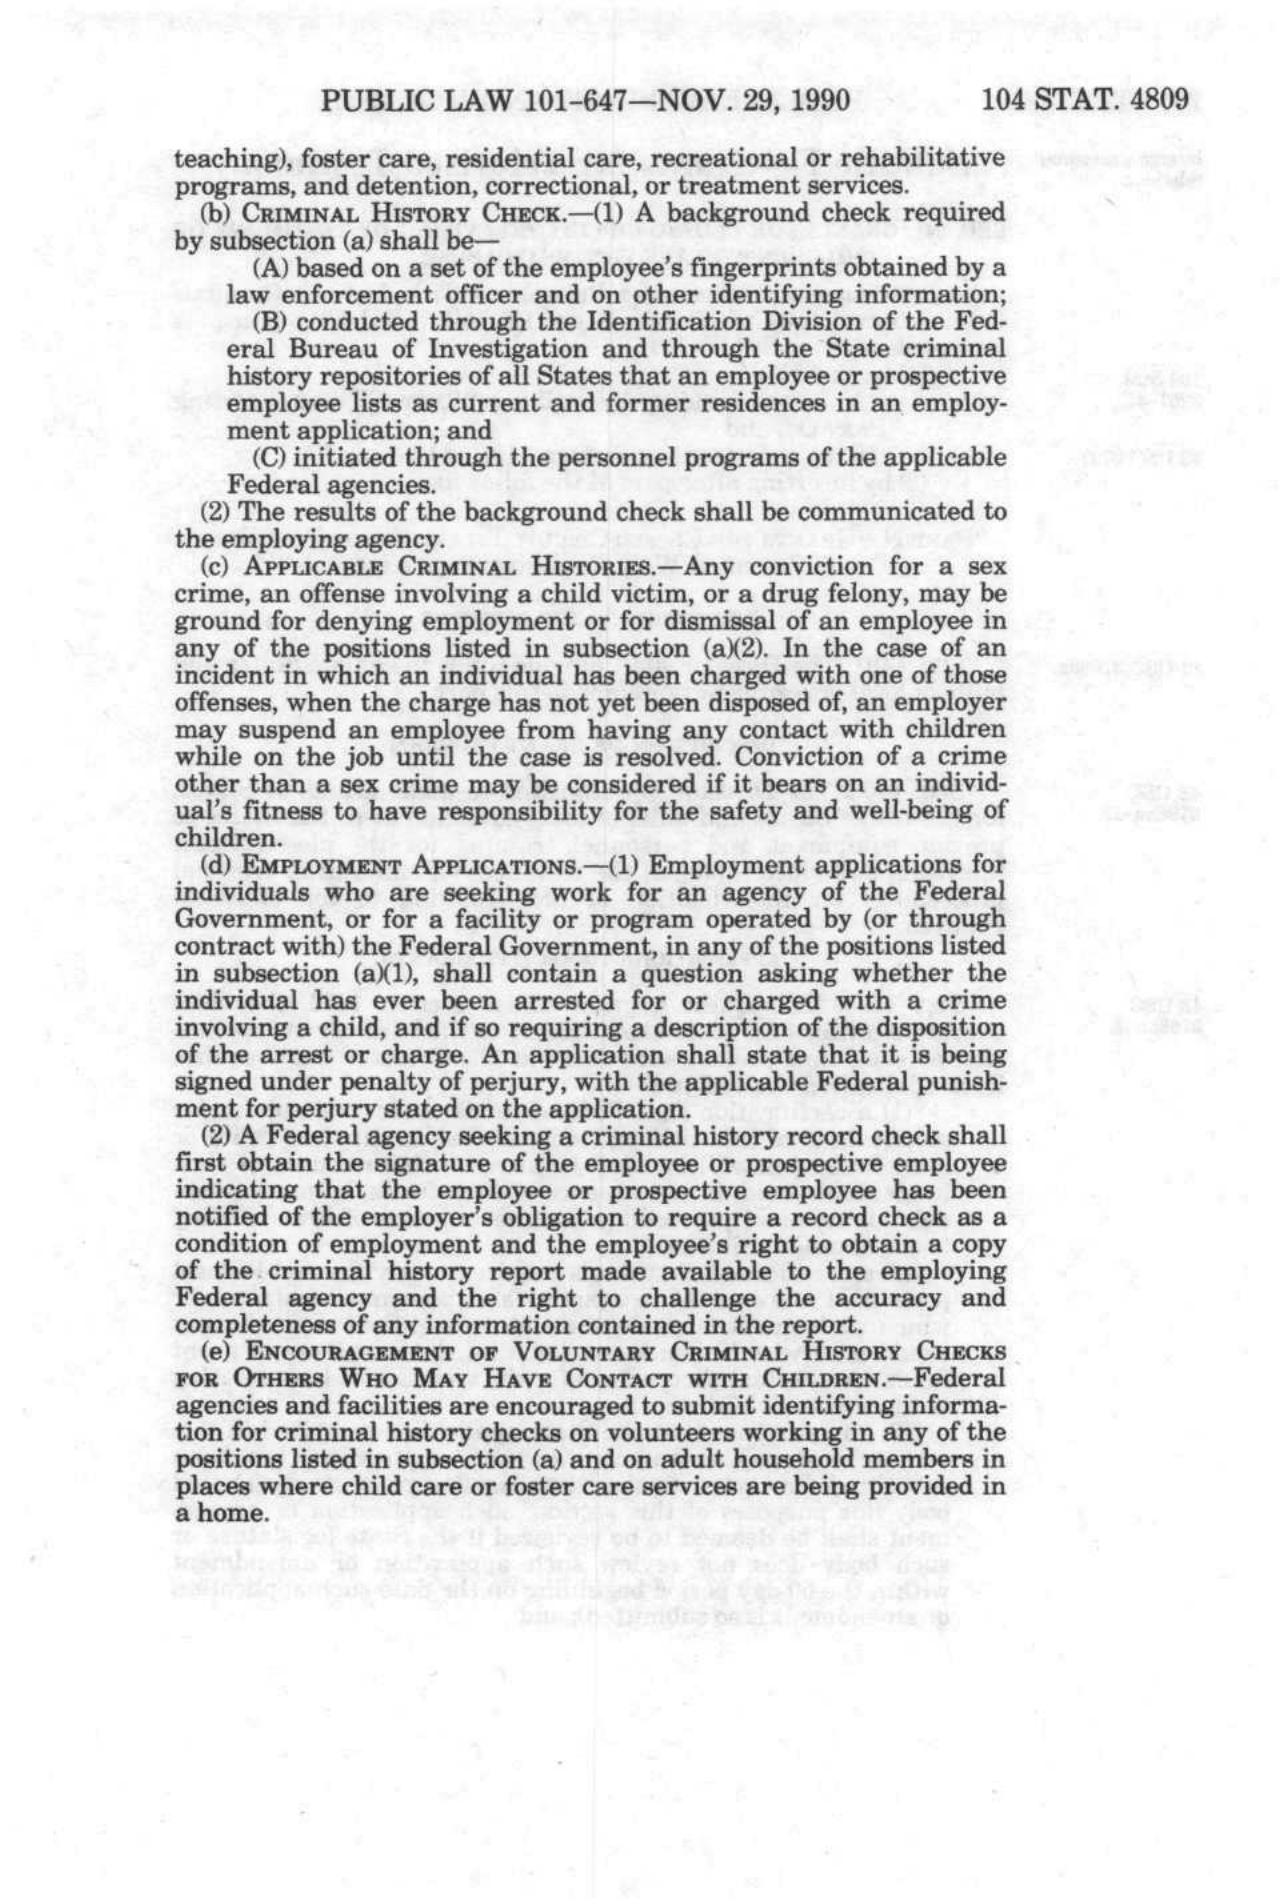 PUBLIC LAW 101-647—NOV. 29, 1990 104 STAT. 4809
teaching), foster care, residential care, recreational or rehabilitative
programs, and detention, correctional, or treatment services.
(b) CRIMINAL HISTORY CHECK.—(1) A background check required
by subsection (a) shall be—
(A) based on a set of the employee's fingerprints obtained by a
law enforcement officer and on other identifying information;
(B) conducted through the Identification Division of the Fed-
eral Bureau of Investigation and through the State criminal
history repositories of all States that an employee or prospective
employee lists as current and former residences in an employ-
ment application; and
(C) initiated through the personnel programs of the applicable
Federal agencies.
(2) The results of the background check shall be communicated to
the employing agency.
(c) APPLICABLE CRIMINAL HISTORIES.—Any conviction for a sex
crime, an offense involving a child victim, or a drug felony, may be
ground for denying employment or for dismissal of an employee in
any of the positions listed in subsection (a)(2). In the case of an
incident in which an individual has been charged with one of those
offenses, when the charge has not yet been disposed of, an employer
may suspend an employee from having any contact with children
while on the job until the case is resolved. Conviction of a crime
other than a sex crime may be considered if it bears on an individ-
ual's fitness to have responsibility for the safety and well-being of
children.
(d) EMPLOYMENT APPLICATIONS.—(1) Employment applications for
individuals who are seeking work for an agency of the Federal
Government, or for a facility or program operated by (or through
contract with) the Federal Government, in any of the positions listed
in subsection (a)(1), shall contain a question asking whether the
individual has ever been arrested for or charged with a crime
involving a child, and if so requiring a description of the disposition
of the arrest or charge. An application shall state that it is being
signed under penalty of perjury, with the applicable Federal punish-
ment for perjury stated on the application.
(2) A Federal agency seeking a criminal history record check shall
first obtain the signature of the employee or prospective employee
indicating that the employee or prospective employee has been
notified of the employer's obligation to require a record check as a
condition of employment and the employee's right to obtain a copy
of the criminal history report made available to the employing
Federal agency and the right to challenge the accuracy and
completeness of any information contained in the report.
(e) ENCOURAGEMENT OF VOLUNTARY CRIMINAL HISTORY CHECKS
FOR OTHERS WHO MAY HAVE CONTACT WITH CHILDREN.—Federal
agencies and facilities are encouraged to submit identifying informa-
tion for criminal history checks on volunteers working in any of the
positions listed in subsection (a) and on adult household members in
places where child care or foster care services are being provided in
a home.